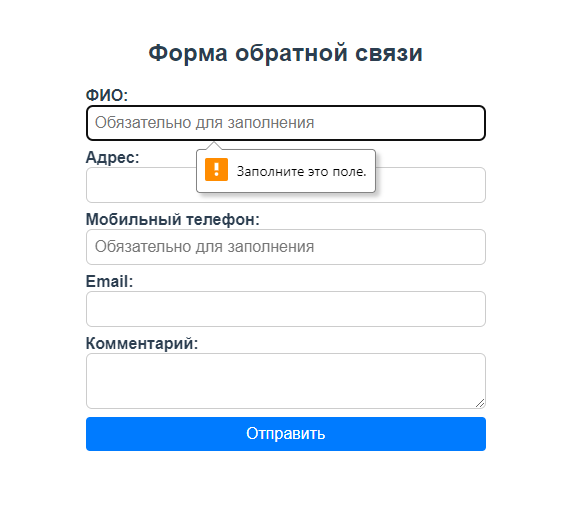 Форма обратной связи
ФИО:
Обязательно для заполнения
Заполните это поле.
Адрес:
Мобильный телефон:
Обязательно для заполнения
Email:
Комментарий:
Отправить